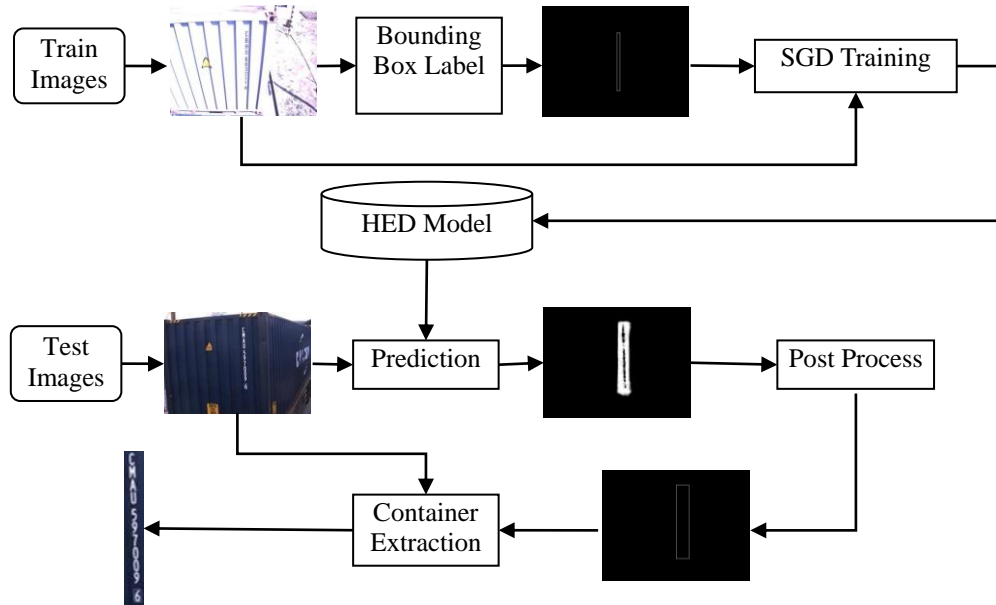 Train
Images
Bounding
Box Label
SGD Training
HED Model
Test
Images
Prediction
Post Process
Container
Extraction
CMAU 597009 6